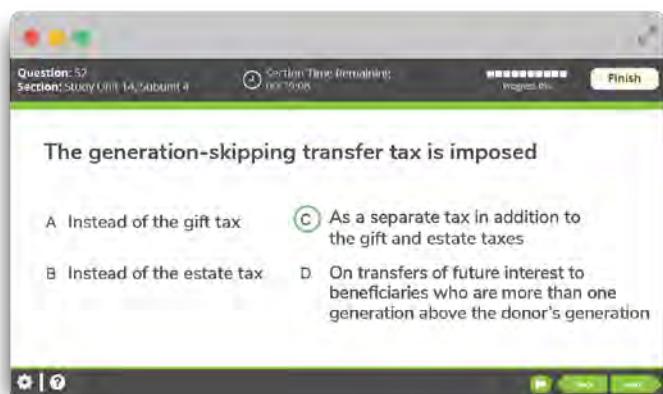 Question: 52
Section: Study Unit 14, Subunit 4
Section Time Remaining:
Finish
The generation-skipping transfer tax is imposed
A Instead of the gift tax
B Instead of the estate tax
C As a separate tax in addition to
the gift and estate taxes
D On transfers of future interest to
beneficiaries who are more than one
generation above the donor's generation